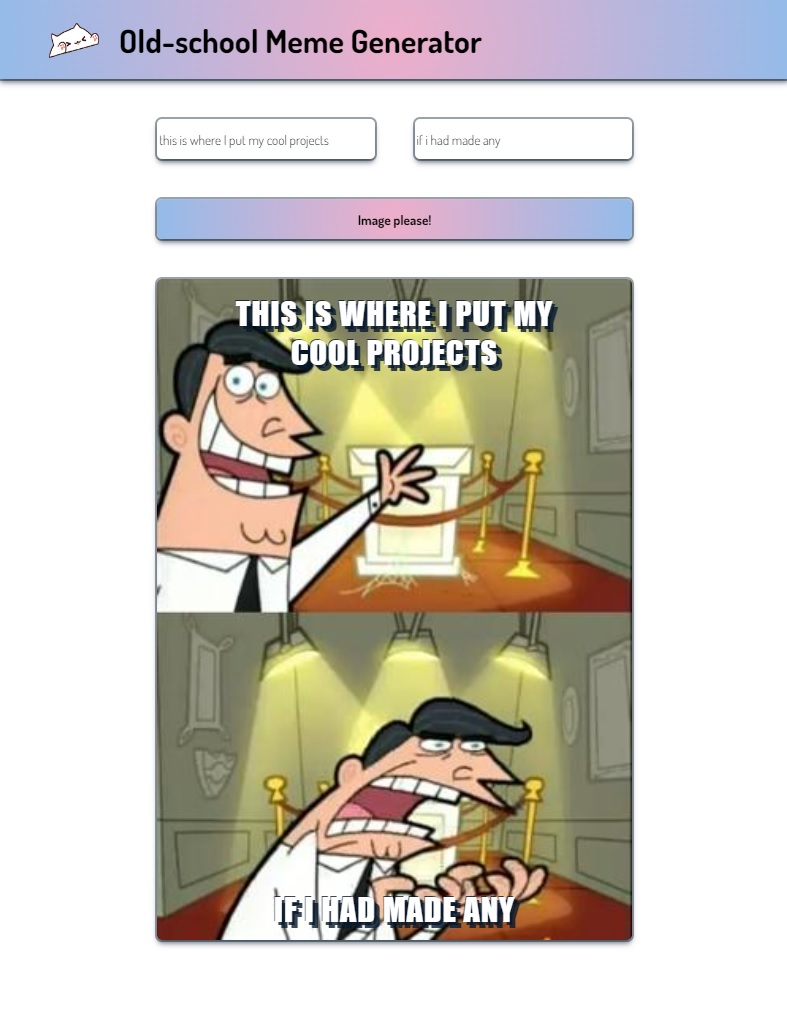 Old-school Meme Generator
this is where I put my cool projects
if i had made any
Image please!
THIS IS WHERE I PUT MY
COOL PROJECTS
IF I HAD MADE ANY